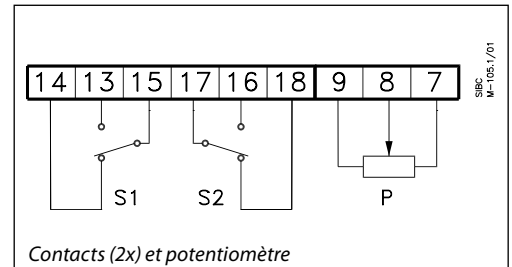 14 13 15 17 16 18 9 8 7
SIBC
M-105.1/01
S1 S2 P
Contacts (2x) et potentiomètre